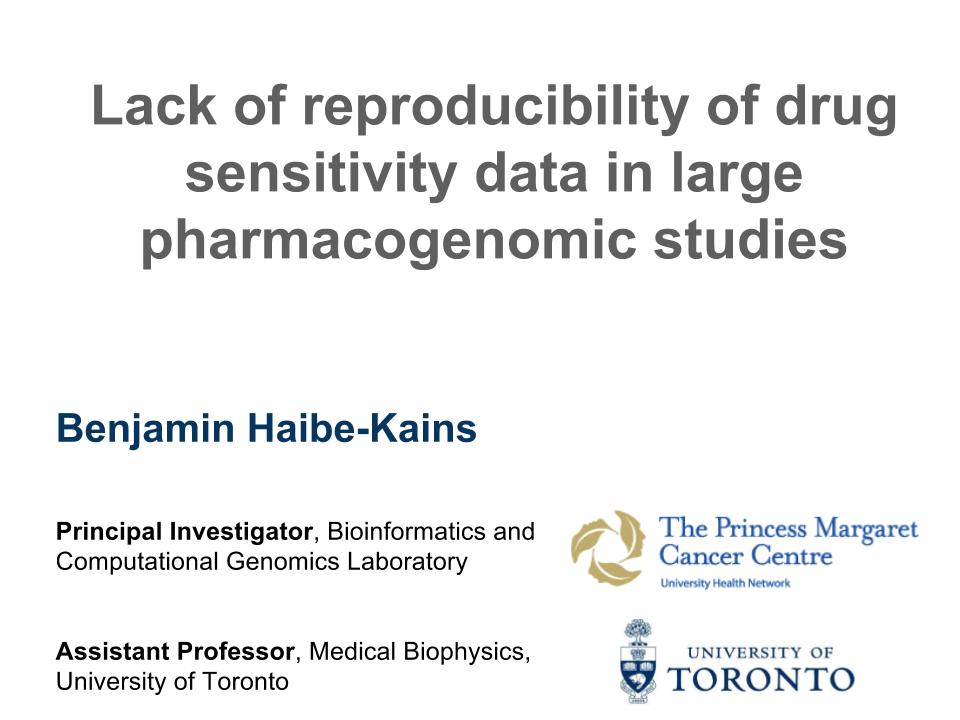 Lack of reproducibility of drug
sensitivity data in large
pharmacogenomic studies
Benjamin Haibe-Kains
Principal Investigator, Bioinformatics and
Computational Genomics Laboratory
The Princess Margaret
Cancer Centre
University Health Network
Assistant Professor, Medical Biophysics,
University of Toronto
UNIVERSITY OF
TORONTO